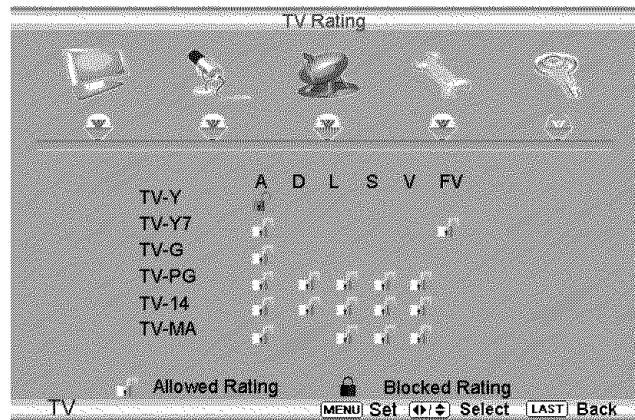 TV Rating
A D L S V FV
TV-Y
TV-Y7
TV-G
TV-PG
TV-14
TV-MA
Allowed Rating Blocked Rating
TV MENU Set Select LAST Back